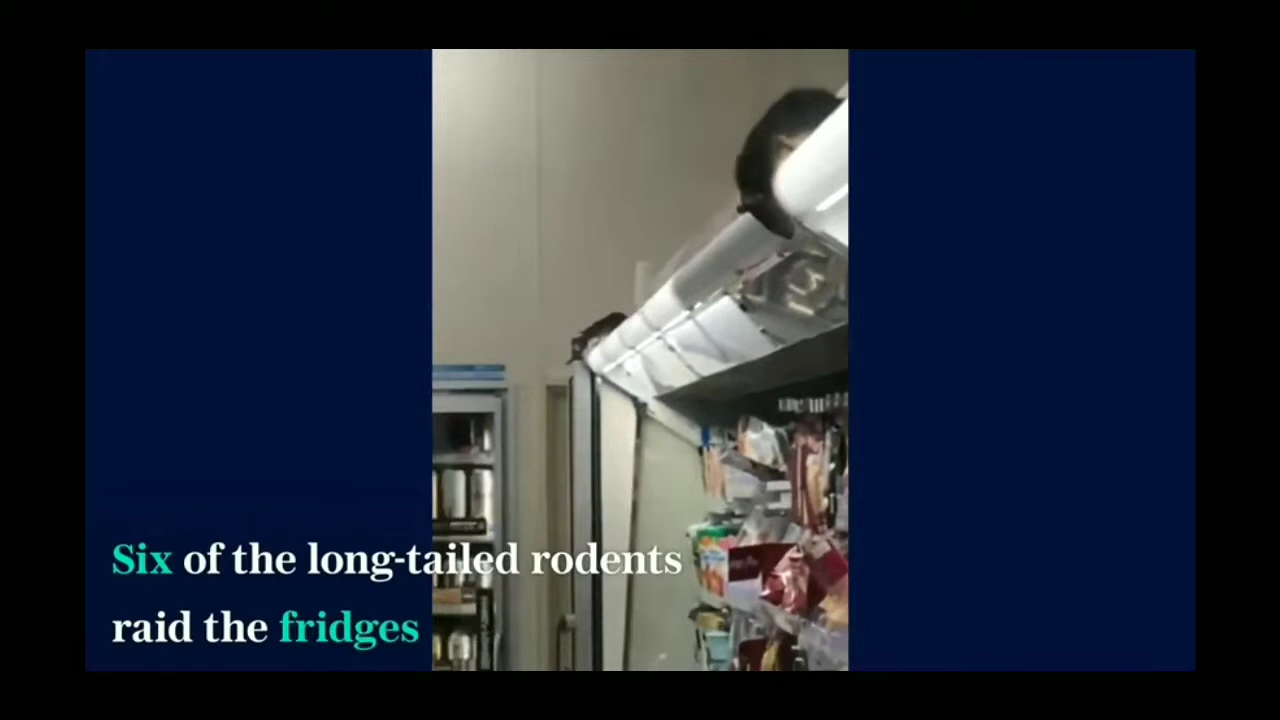 Six of the long-tailed rodents
raid the fridges